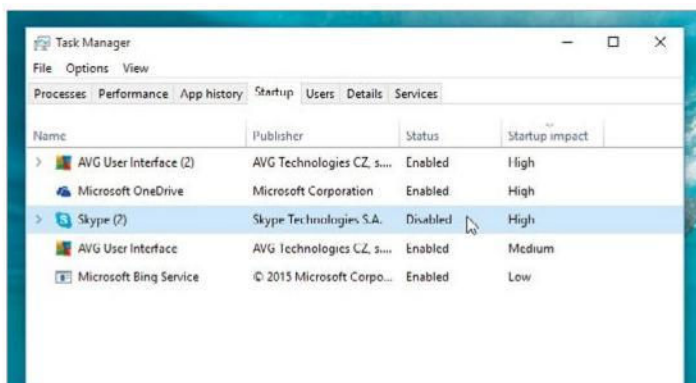 Task Manager
File Options View
Processes Performance App history Startup Users Details Services
Name Publisher Status Startup impact
AVG User Interface (2) AVG Technologies CZ, s.... Enabled High
Microsoft OneDrive Microsoft Corporation Enabled High
Skype (2) Skype Technologies S.A. Disabled High
AVG User Interface AVG Technologies CZ, s.... Enabled Medium
Microsoft Bing Service © 2015 Microsoft Corpo... Enabled Low